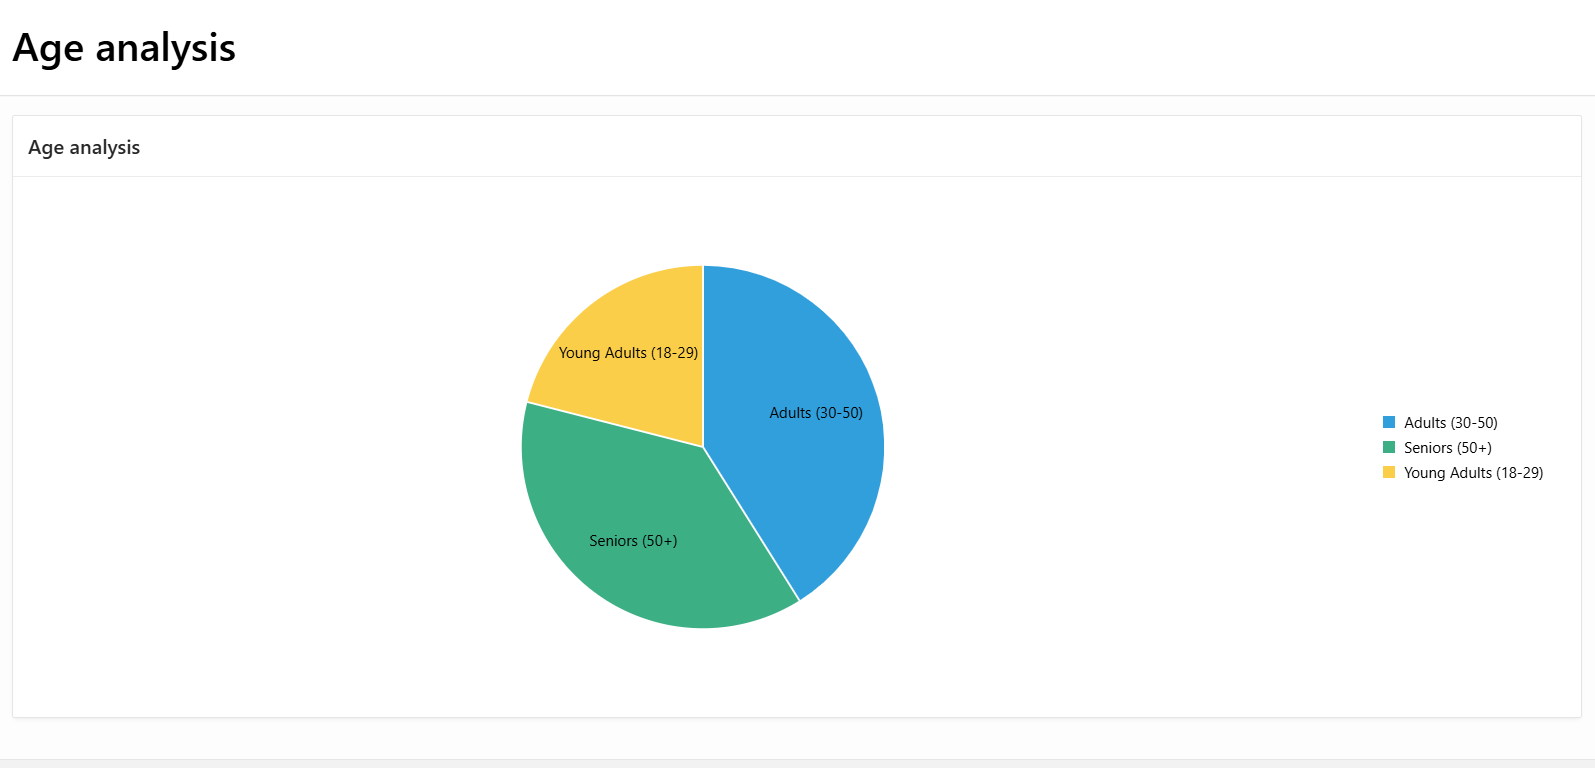 Age analysis
Age analysis
Young Adults (18-29)
Adults (30-50)
Seniors (50+)
Adults (30-50)
Seniors (50+)
Young Adults (18-29)